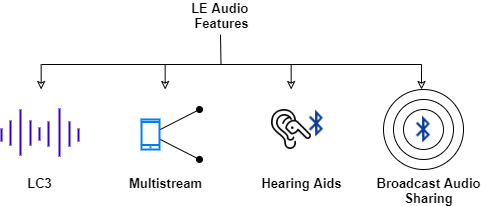 LE Audio
Features
LC3
Multistream
Hearing Aids
Broadcast Audio
Sharing